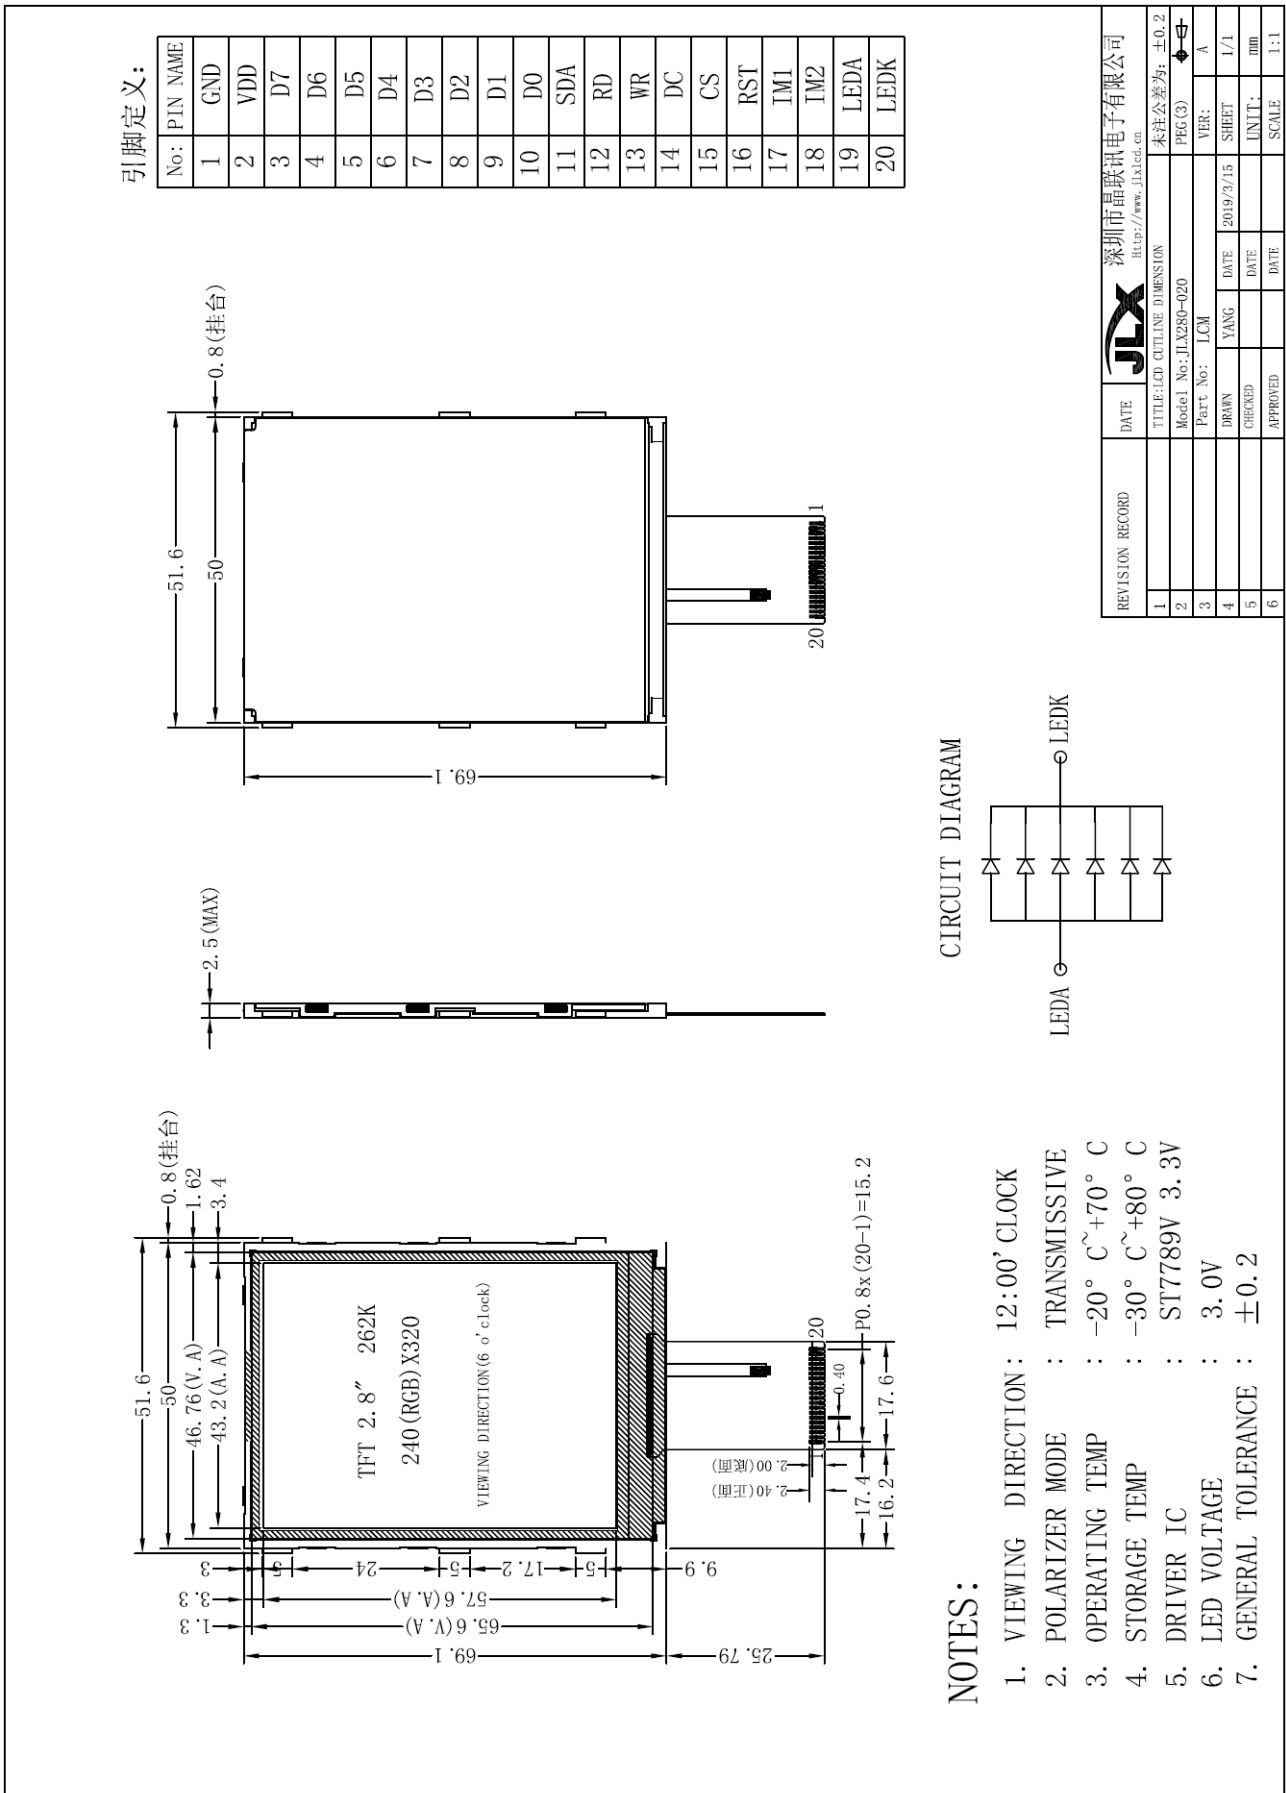 引脚定义:
No: PIN NAME
1 GND
2 VDD
3 D7
4 D6
5 D5
6 D4
7 D3
8 D2
9 D1
10 D0
11 SDA
12 RD
13 WR
14 DC
15 CS
16 RST
17 IM1
18 IM2
19 LEDA
20 LEDK
51.6
50
0.8(挂台)
69.1
20 1
2.5(MAX)
51.6
50
46.76(V.A)
43.2(A.A)
0.8(挂台)
1.62
3.4
TFT 2.8" 262K
240(RGB)X320
VIEWING DIRECTION(6 o'clock)
3
5
24
5
17.2
5
9.9
3.3
57.6(A.A)
1.3
65.6(V.A)
69.1
25.79
2.00(底面)
2.40(正面)
20
0.40
P0.8x(20-1)=15.2
17.4
17.6
16.2
CIRCUIT DIAGRAM
LEDA
LEDK
NOTES:
1. VIEWING DIRECTION : 12:00' CLOCK
2. POLARIZER MODE : TRANSMISSIVE
3. OPERATING TEMP : -20° C~+70° C
4. STORAGE TEMP : -30° C~+80° C
5. DRIVER IC : ST7789V 3.3V
6. LED VOLTAGE : 3.0V
7. GENERAL TOLERANCE : ±0.2
REVISION RECORD DATE
1
2
3
4
5
6
JLX 深圳市晶联讯电子有限公司
Http://www.jlxlcd.cn
TITLE:LCD CUTLINE DIMENSION 未注公差为: ±0.2
Model No:JLX280-020 PEG(3)
Part No: LCM VER: A
DRAWN YANG DATE 2019/3/15 SHEET 1/1
CHECKED DATE UNIT: mm
APPROVED DATE SCALE 1:1